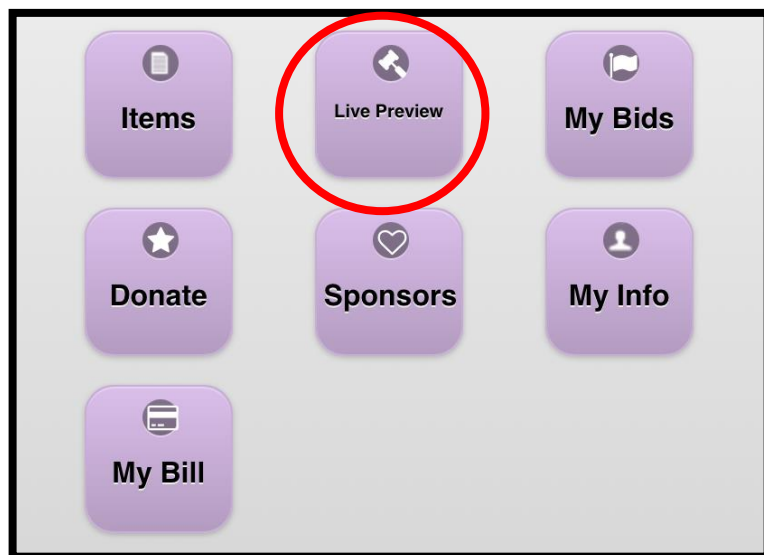 Items
Live Preview
My Bids
Donate
Sponsors
My Info
My Bill